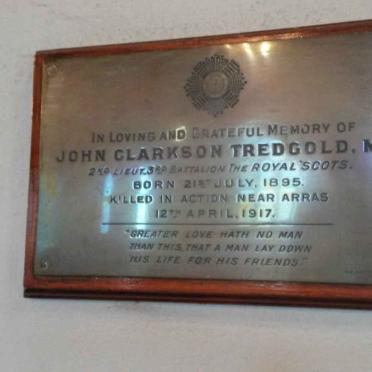 IN LOVING AND GRATEFUL MEMORY OF
JOHN CLARKSON TREDGOLD, M
2ND LIEUT. 3RD BATTALION THE ROYAL SCOTS.
BORN 21ST JULY, 1895.
KILLED IN ACTION NEAR ARRAS
12TH APRIL, 1917.
"GREATER LOVE HATH NO MAN
THAN THIS, THAT A MAN LAY DOWN
HIS LIFE FOR HIS FRIENDS."